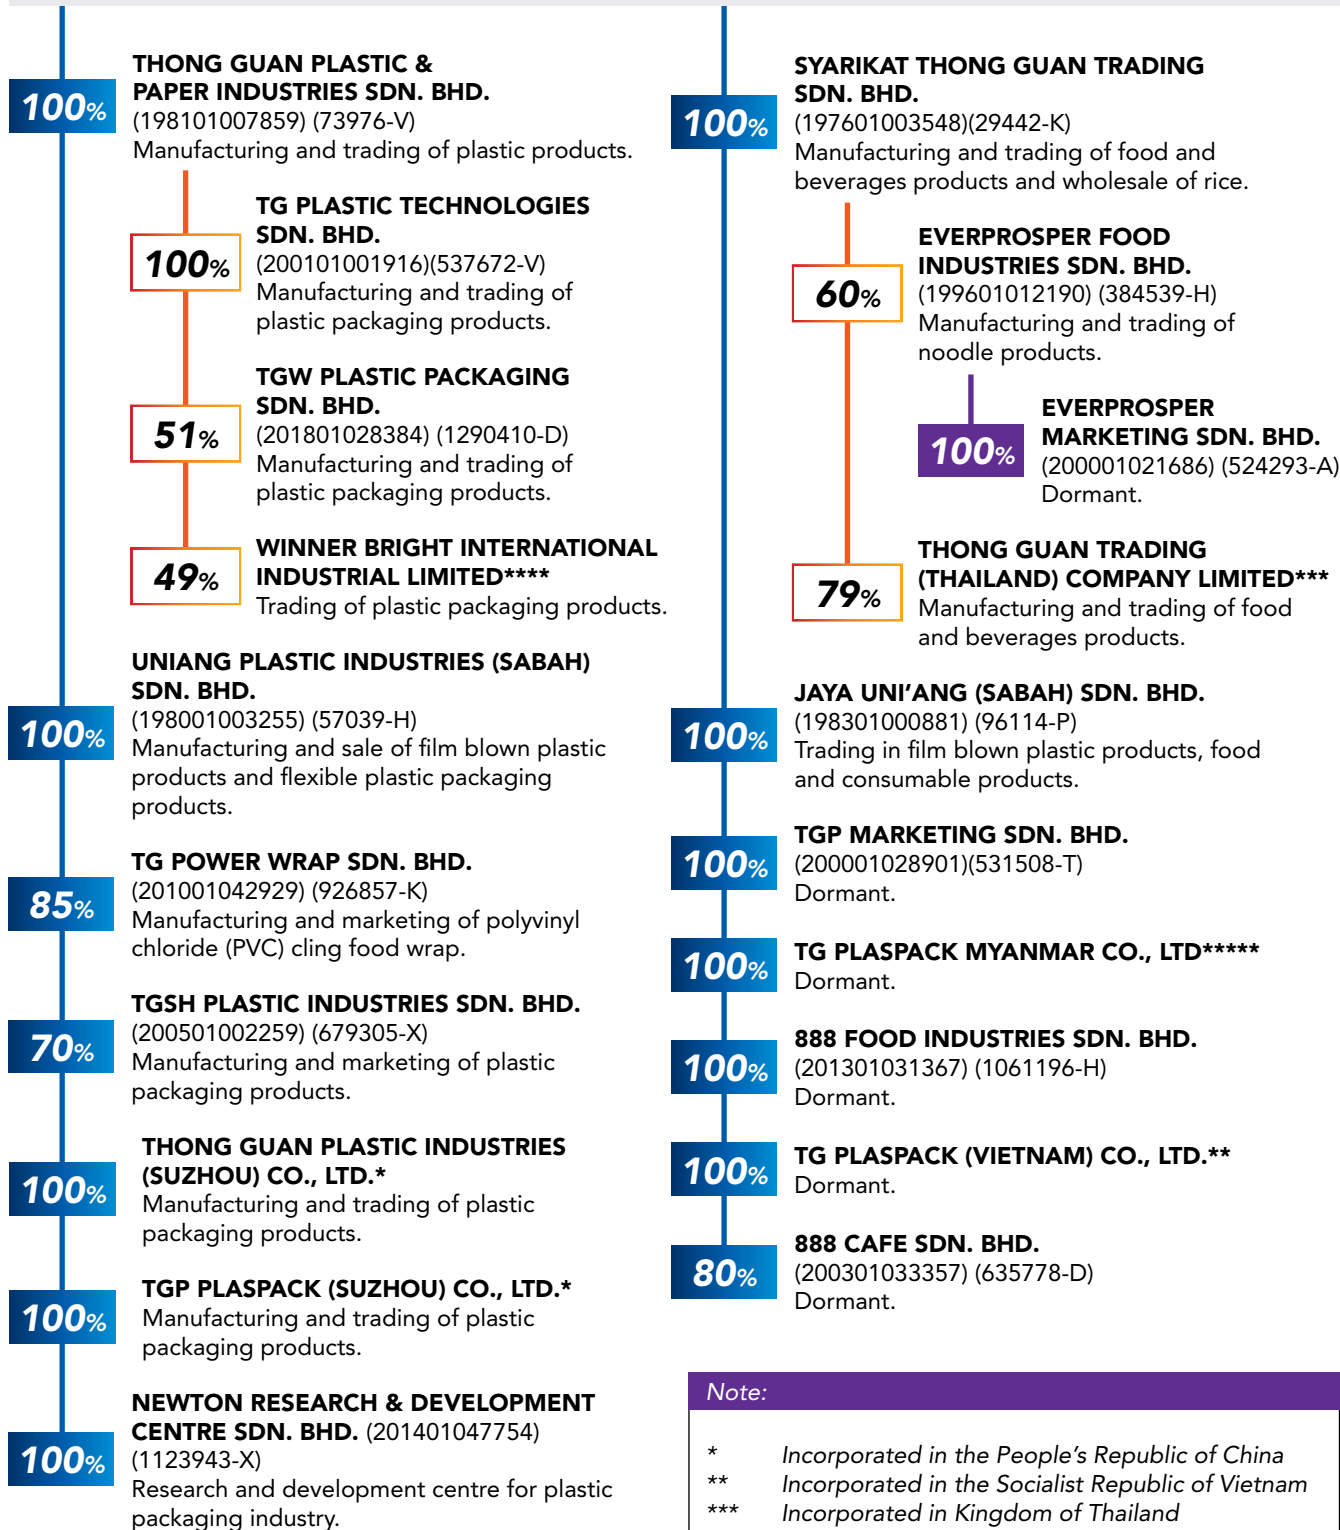 THONG GUAN PLASTIC &
PAPER INDUSTRIES SDN. BHD.
100%
(198101007859) (73976-V)
Manufacturing and trading of plastic products.
TG PLASTIC TECHNOLOGIES
SDN. BHD.
100%
(200101001916)(537672-V)
Manufacturing and trading of
plastic packaging products.
TGW PLASTIC PACKAGING
SDN. BHD.
51%
(201801028384) (1290410-D)
Manufacturing and trading of
plastic packaging products.
WINNER BRIGHT INTERNATIONAL
INDUSTRIAL LIMITED****
49%
Trading of plastic packaging products.
UNIANG PLASTIC INDUSTRIES (SABAH)
SDN. BHD.
100%
(198001003255) (57039-H)
Manufacturing and sale of film blown plastic
products and flexible plastic packaging
products.
TG POWER WRAP SDN. BHD.
85%
(201001042929) (926857-K)
Manufacturing and marketing of polyvinyl
chloride (PVC) cling food wrap.
TGSH PLASTIC INDUSTRIES SDN. BHD.
70%
(200501002259) (679305-X)
Manufacturing and marketing of plastic
packaging products.
THONG GUAN PLASTIC INDUSTRIES
(SUZHOU) CO., LTD.*
100%
Manufacturing and trading of plastic
packaging products.
TGP PLASPACK (SUZHOU) CO., LTD.*
100%
Manufacturing and trading of plastic
packaging products.
NEWTON RESEARCH & DEVELOPMENT
CENTRE SDN. BHD. (201401047754)
100%
(1123943-X)
Research and development centre for plastic
packaging industry.
SYARIKAT THONG GUAN TRADING
SDN. BHD.
100%
(197601003548)(29442-K)
Manufacturing and trading of food and
beverages products and wholesale of rice.
EVERPROSPER FOOD
INDUSTRIES SDN. BHD.
60%
(199601012190) (384539-H)
Manufacturing and trading of
noodle products.
EVERPROSPER
MARKETING SDN. BHD.
100%
(200001021686) (524293-A)
Dormant.
THONG GUAN TRADING
(THAILAND) COMPANY LIMITED***
79%
Manufacturing and trading of food
and beverages products.
JAYA UNI’ANG (SABAH) SDN. BHD.
100%
(198301000881) (96114-P)
Trading in film blown plastic products, food
and consumable products.
TGP MARKETING SDN. BHD.
100%
(200001028901)(531508-T)
Dormant.
TG PLASPACK MYANMAR CO., LTD*****
100%
Dormant.
888 FOOD INDUSTRIES SDN. BHD.
100%
(201301031367) (1061196-H)
Dormant.
TG PLASPACK (VIETNAM) CO., LTD.**
100%
Dormant.
888 CAFE SDN. BHD.
80%
(200301033357) (635778-D)
Dormant.
Note:
* Incorporated in the People’s Republic of China
** Incorporated in the Socialist Republic of Vietnam
*** Incorporated in Kingdom of Thailand